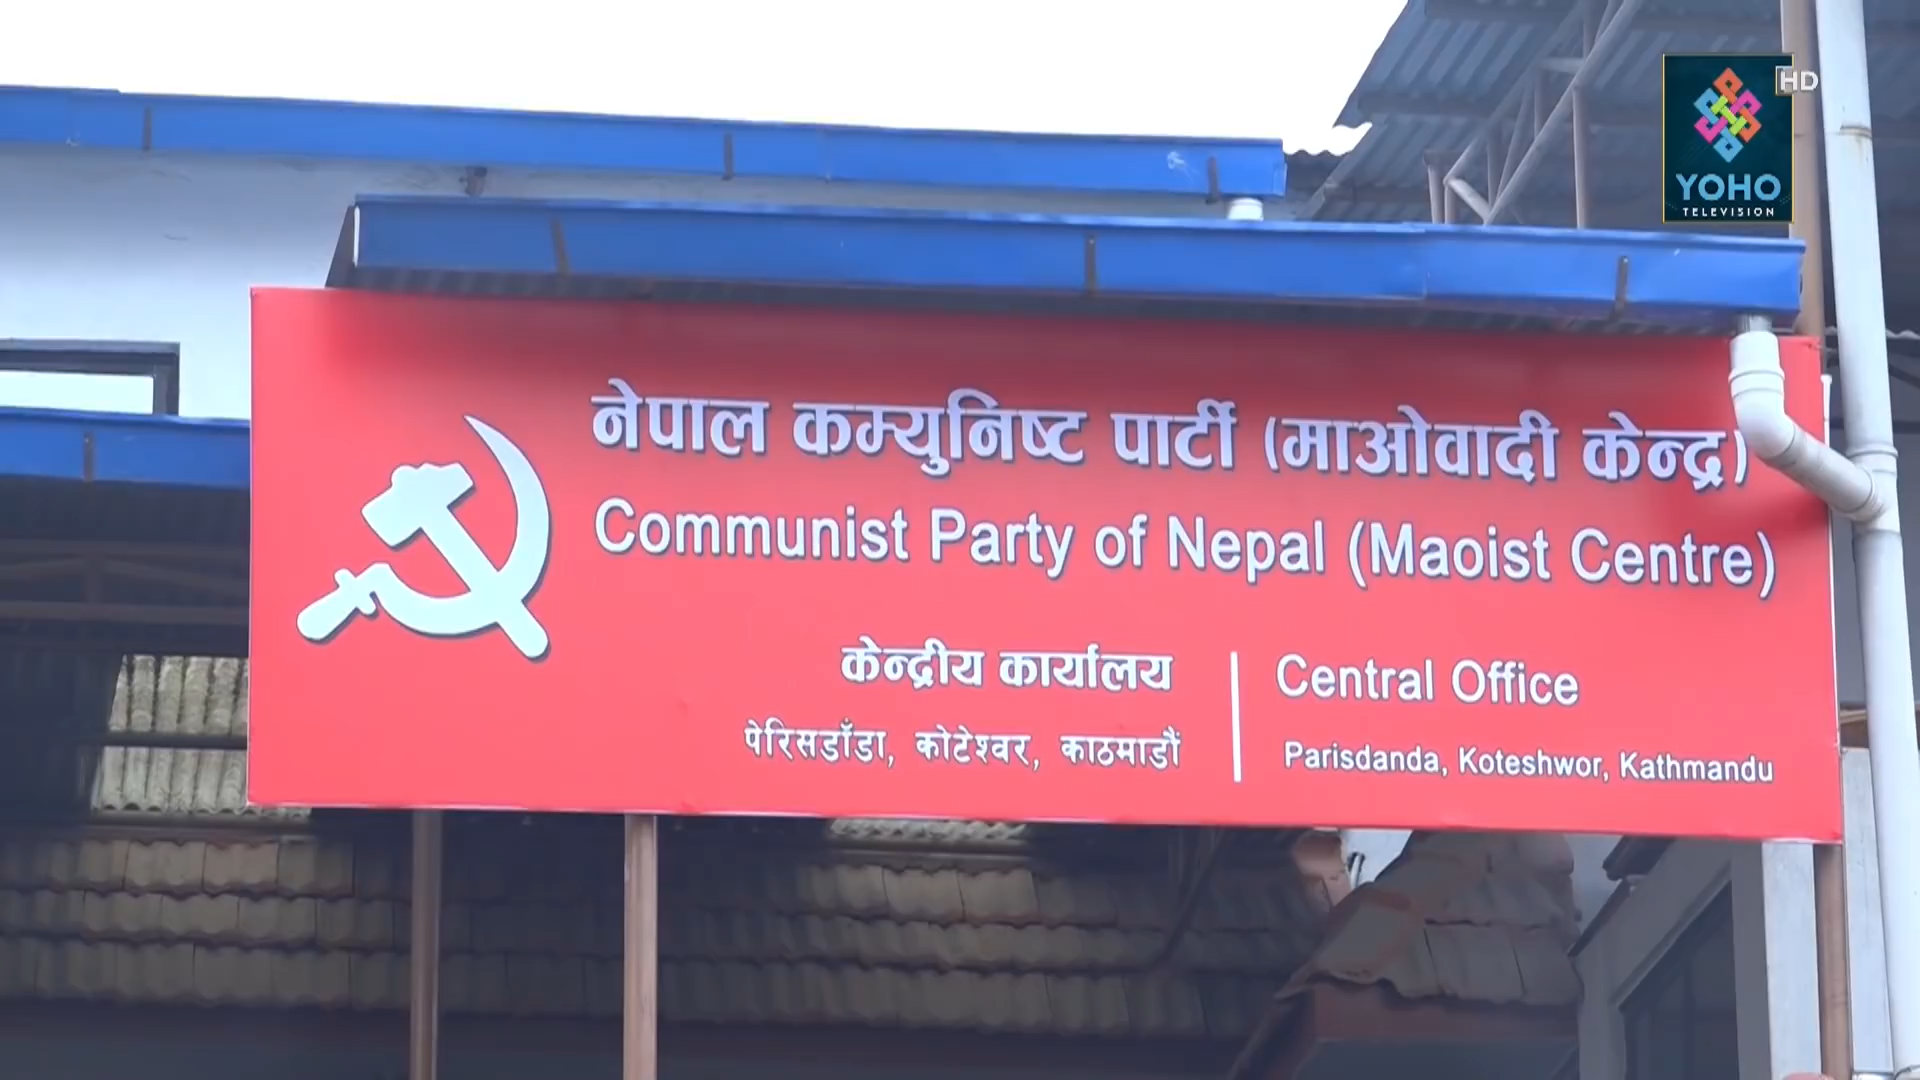 HD
YOHO
TELEVISION
नेपाल कम्युनिष्ट पार्टी (माओवादी केन्द्र)
Communist Party of Nepal (Maoist Centre)
केन्द्रीय कार्यालय
पेरिसडाँडा, कोटेश्वर, काठमाडौं
Central Office
Parisdanda, Koteshwor, Kathmandu